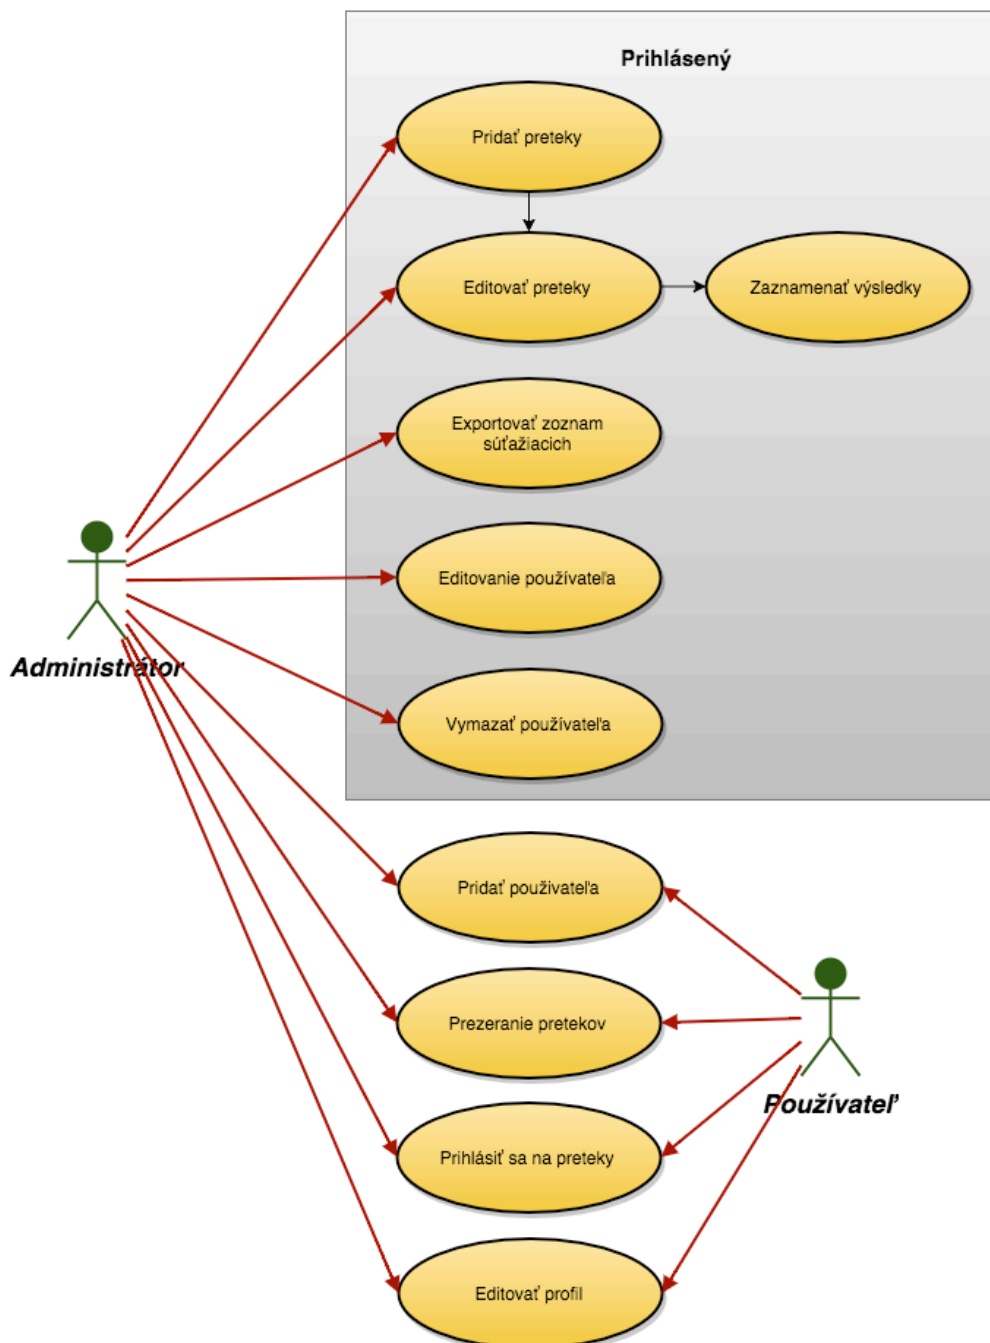 Prihlásený
Pridať preteky
Editovať preteky
Zaznamenať výsledky
Exportovať zoznam
súťažiacich
Editovanie používateľa
Administrátor
Vymazať používateľa
Pridať použivateľa
Prezeranie pretekov
Používateľ
Prihlásiť sa na preteky
Editovať profil